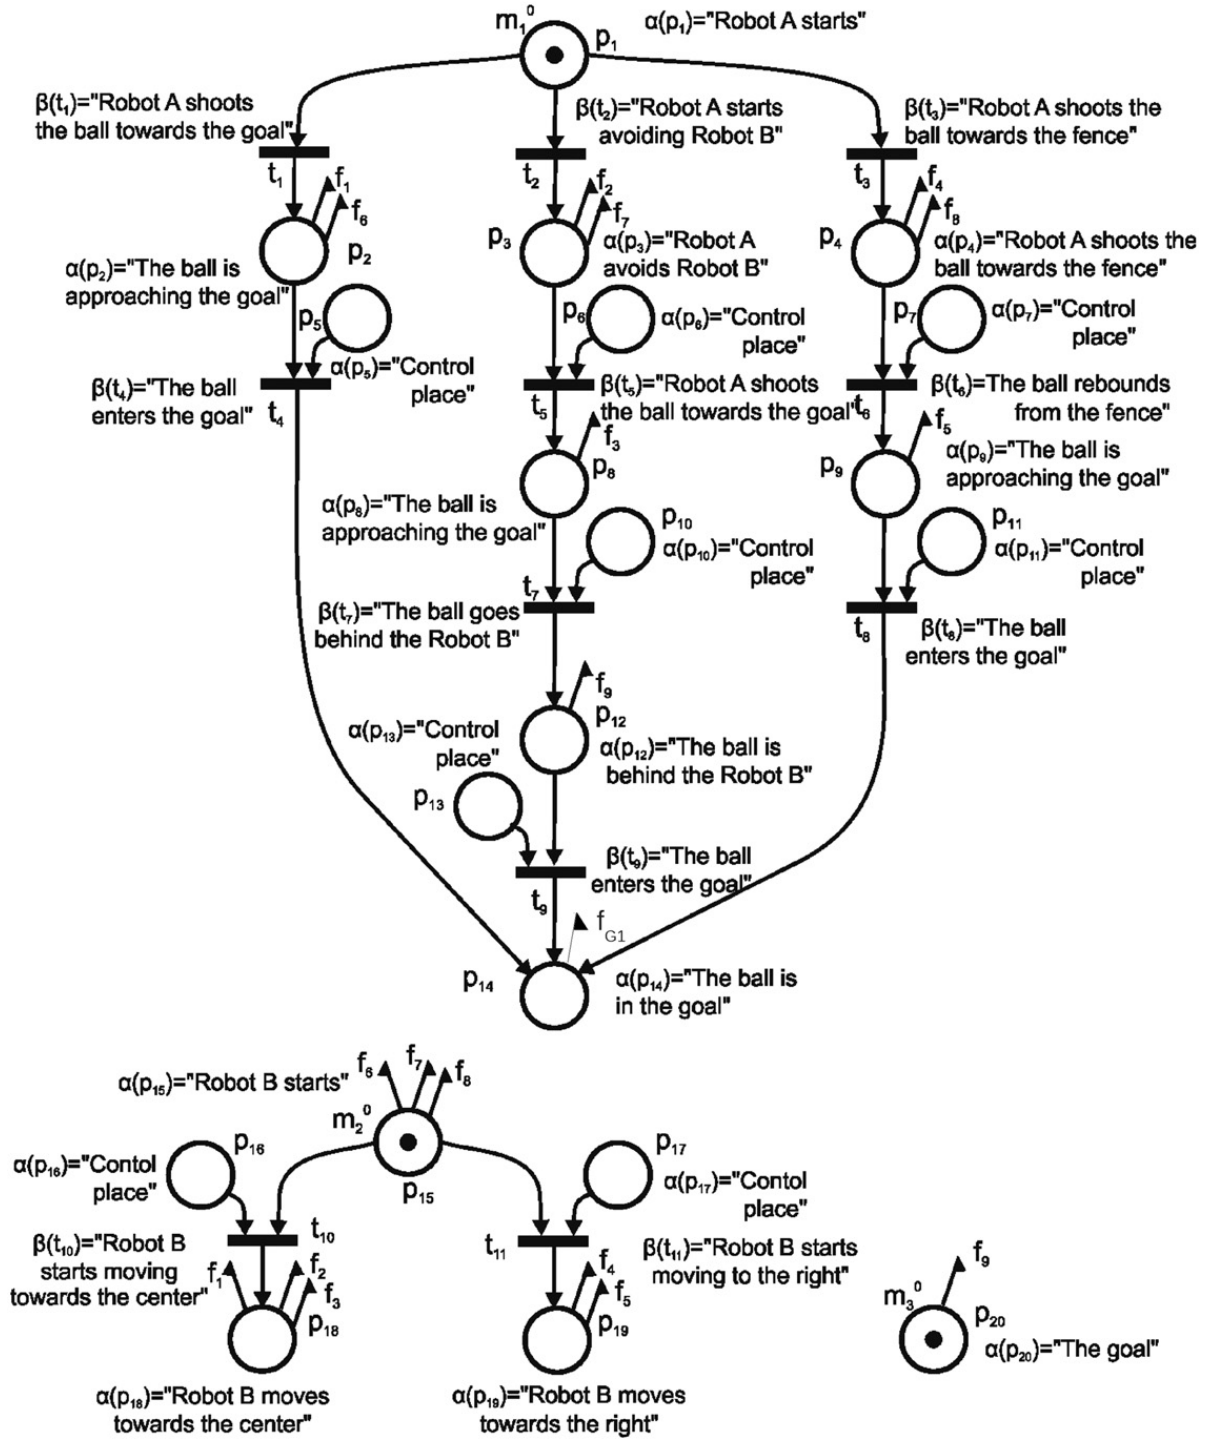 m₁⁰
p₁
α(p₁)="Robot A starts"
β(t₁)="Robot A shoots
the ball towards the goal"
β(t₂)="Robot A starts
avoiding Robot B"
β(t₃)="Robot A shoots the
ball towards the fence"
t₁
t₂
t₃
f₁
f₆
f₂
f₇
f₄
f₈
p₂
p₃
p₄
α(p₂)="The ball is
approaching the goal"
α(p₃)="Robot A
avoids Robot B"
α(p₄)="Robot A shoots the
ball towards the fence"
p₅
α(p₅)="Control
place"
p₆
α(p₆)="Control
place"
p₇
α(p₇)="Control
place"
β(t₄)="The ball
enters the goal"
t₄
t₅
β(t₅)="Robot A shoots
the ball towards the goal"
t₆
β(t₆)=The ball rebounds
from the fence"
f₃
f₅
p₈
p₉
α(p₈)="The ball is
approaching the goal"
α(p₉)="The ball is
approaching the goal"
p₁₀
α(p₁₀)="Control
place"
p₁₁
α(p₁₁)="Control
place"
t₇
β(t₇)="The ball goes
behind the Robot B"
t₈
β(t₈)="The ball
enters the goal"
f₉
p₁₂
α(p₁₂)="The ball is
behind the Robot B"
α(p₁₃)="Control
place"
p₁₃
β(t₉)="The ball
enters the goal"
t₉
f G1
p₁₄
α(p₁₄)="The ball is
in the goal"
α(p₁₅)="Robot B starts"
f₆
f₇
f₈
m₂⁰
p₁₅
p₁₆
α(p₁₆)="Contol
place"
p₁₇
α(p₁₇)="Contol
place"
t₁₀
β(t₁₀)="Robot B
starts moving
towards the center"
t₁₁
β(t₁₁)="Robot B starts
moving to the right"
f₁
f₂
f₃
f₄
f₅
p₁₈
p₁₉
α(p₁₈)="Robot B moves
towards the center"
α(p₁₉)="Robot B moves
towards the right"
f₉
m₃⁰
p₂₀
α(p₂₀)="The goal"